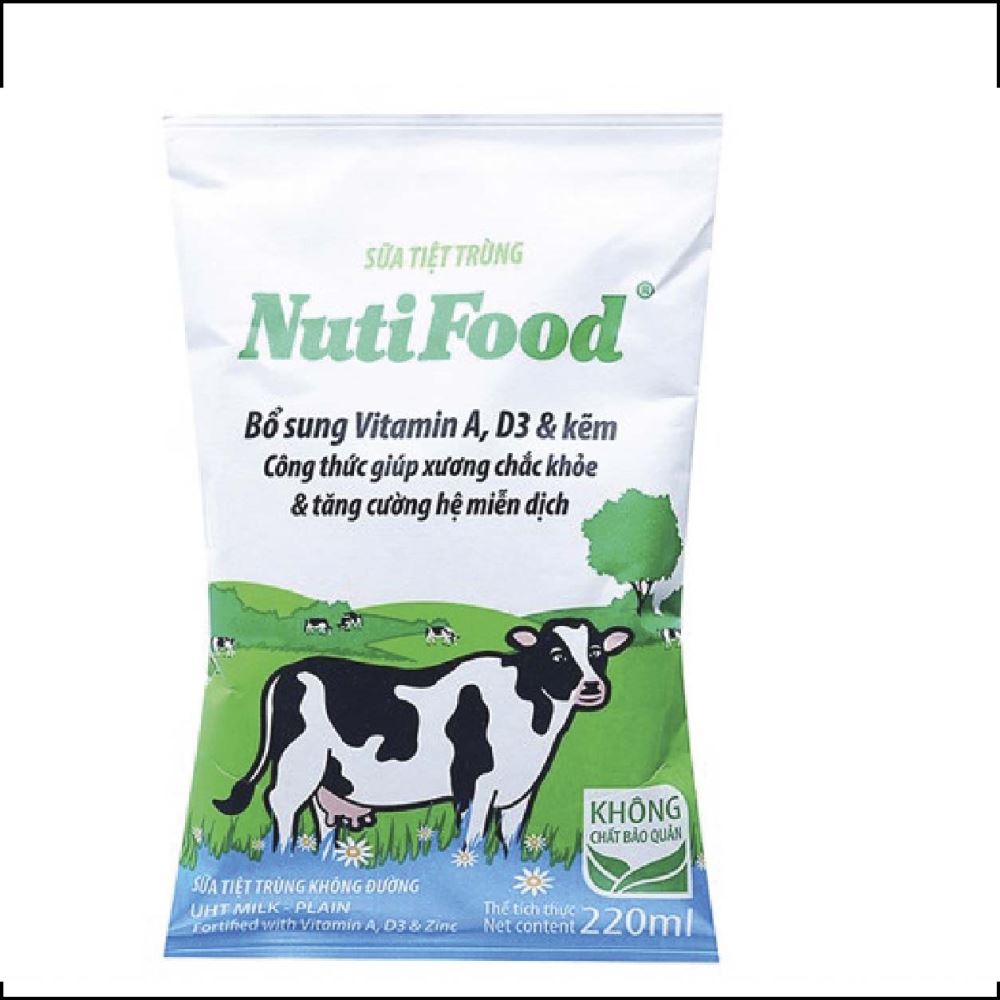 SỮA TIỆT TRÙNG
NutiFood®
Bổ sung Vitamin A, D3 & kẽm
Công thức giúp xương chắc khỏe
& tăng cường hệ miễn dịch
KHÔNG
CHẤT BẢO QUẢN
SỮA TIỆT TRÙNG KHÔNG ĐƯỜNG
UHT MILK - PLAIN
Fortified with Vitamin A, D3 & Zinc
Thể tích thực
Net content 220ml